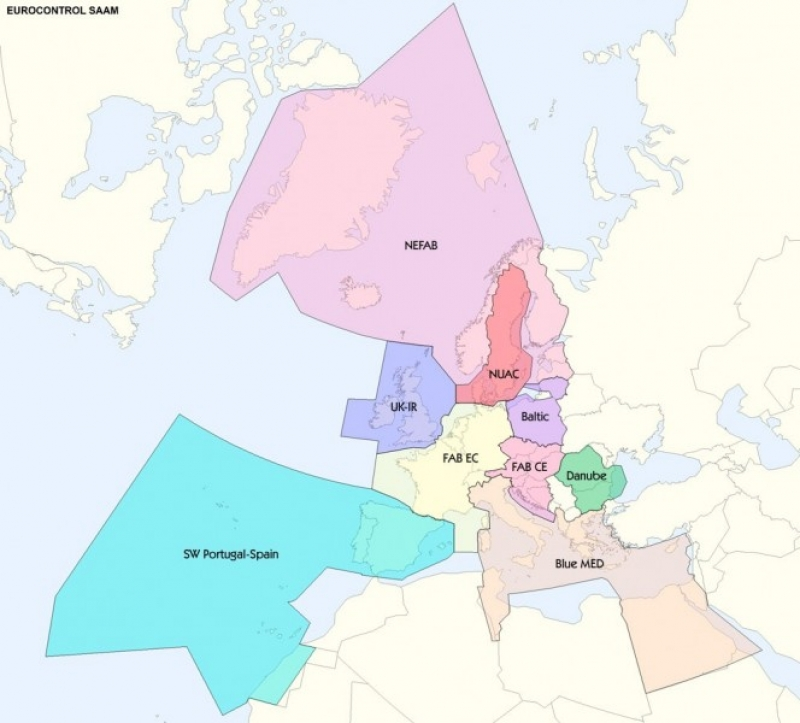 EUROCONTROL SAAM
NEFAB
NUAC
UK-IR
Baltic
FAB EC
FAB CE
Danube
SW Portugal-Spain
Blue MED